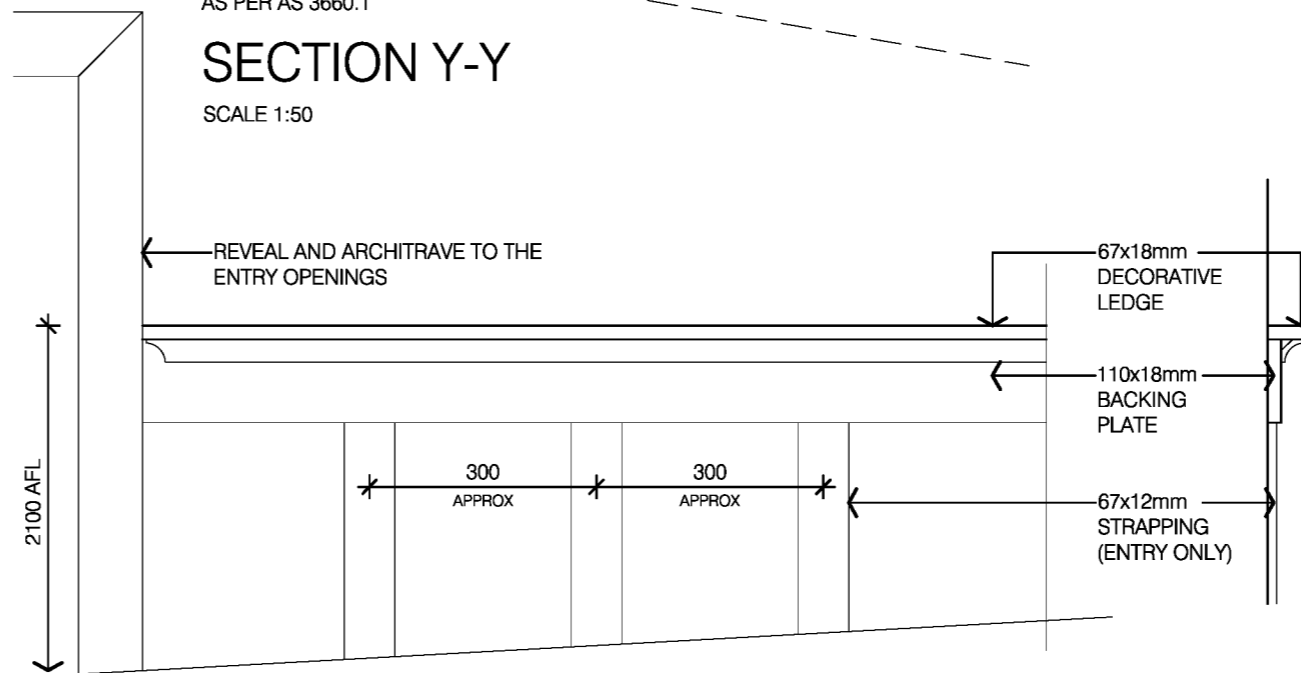 AS PER AS 3660.1
SECTION Y-Y
SCALE 1:50
REVEAL AND ARCHITRAVE TO THE
ENTRY OPENINGS
67x18mm
DECORATIVE
LEDGE
110x18mm
BACKING
PLATE
2100 AFL
300
APPROX
300
APPROX
67x12mm
STRAPPING
(ENTRY ONLY)